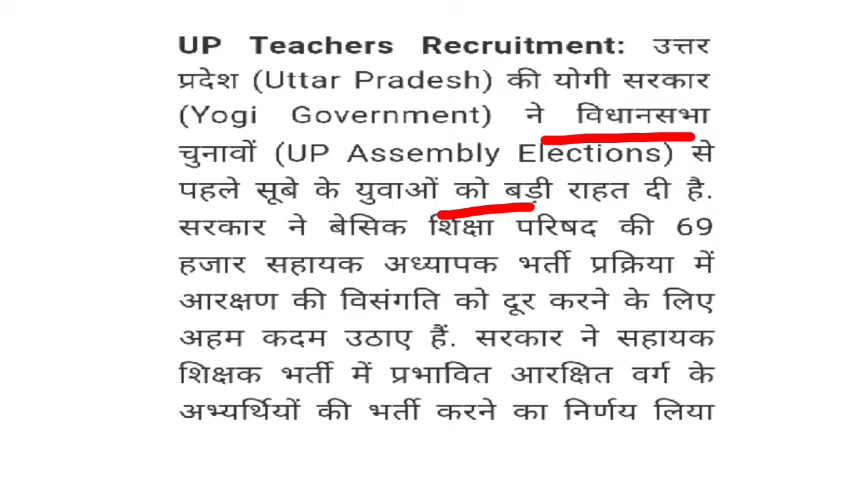 UP Teachers Recruitment: उत्तर
प्रदेश (Uttar Pradesh) की योगी सरकार
(Yogi Government) ने विधानसभा
चुनावों (UP Assembly Elections) से
पहले सूबे के युवाओं को बड़ी राहत दी है.
सरकार ने बेसिक शिक्षा परिषद की 69
हजार सहायक अध्यापक भर्ती प्रक्रिया में
आरक्षण की विसंगति को दूर करने के लिए
अहम कदम उठाए हैं. सरकार ने सहायक
शिक्षक भर्ती में प्रभावित आरक्षित वर्ग के
अभ्यर्थियों की भर्ती करने का निर्णय लिया